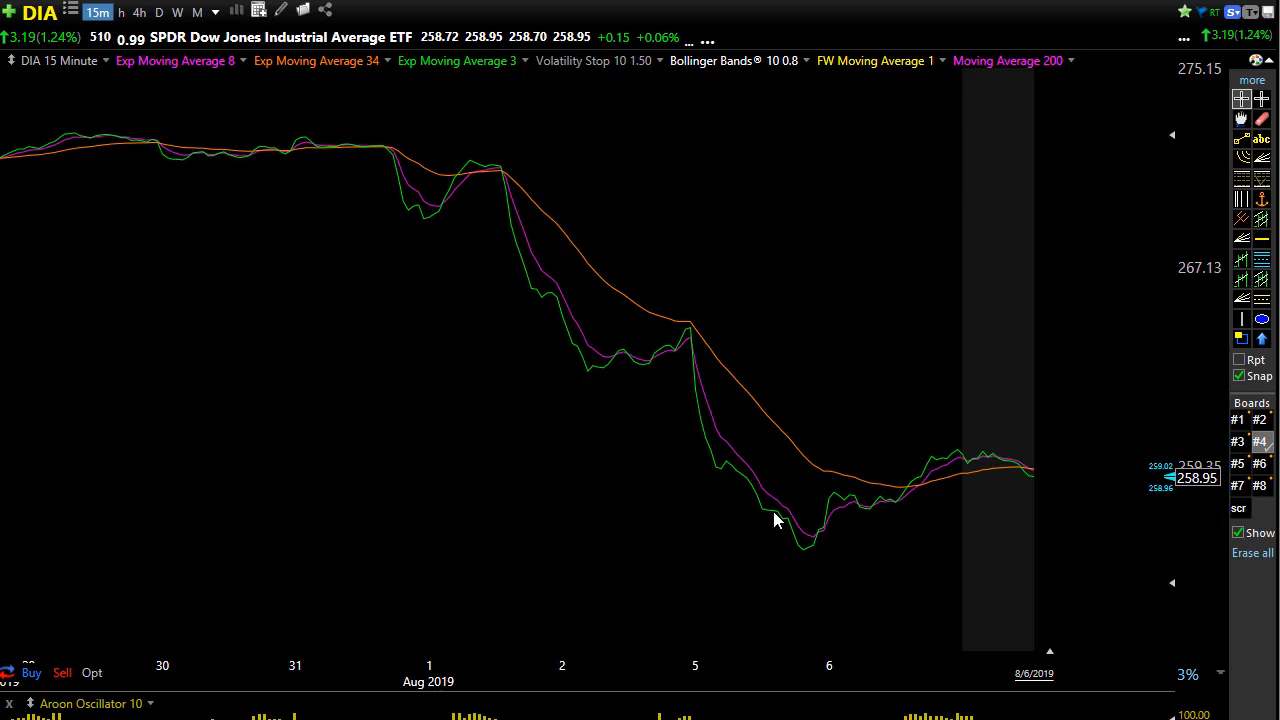 DIA 15m h 4h D W M RT S T
3.19(1.24%) 510 0.99 SPDR Dow Jones Industrial Average ETF 258.72 258.95 258.70 258.95 +0.15 +0.06% ... ... ... 3.19(1.24%)
DIA 15 Minute Exp Moving Average 8 Exp Moving Average 34 Exp Moving Average 3 Volatility Stop 10 1.50 Bollinger Bands® 10 0.8 FW Moving Average 1 Moving Average 200
275.15
more
abc
267.13
Rpt
Snap
Boards
#1 #2
#3 #4
259.02
258.95
258.96
#5 #6
#7 #8
scr
Show
Erase all
30 31 1 2 5 6
Buy Sell Opt
8/6/2019
3%
Aug 2019
x Aroon Oscillator 10
100.00